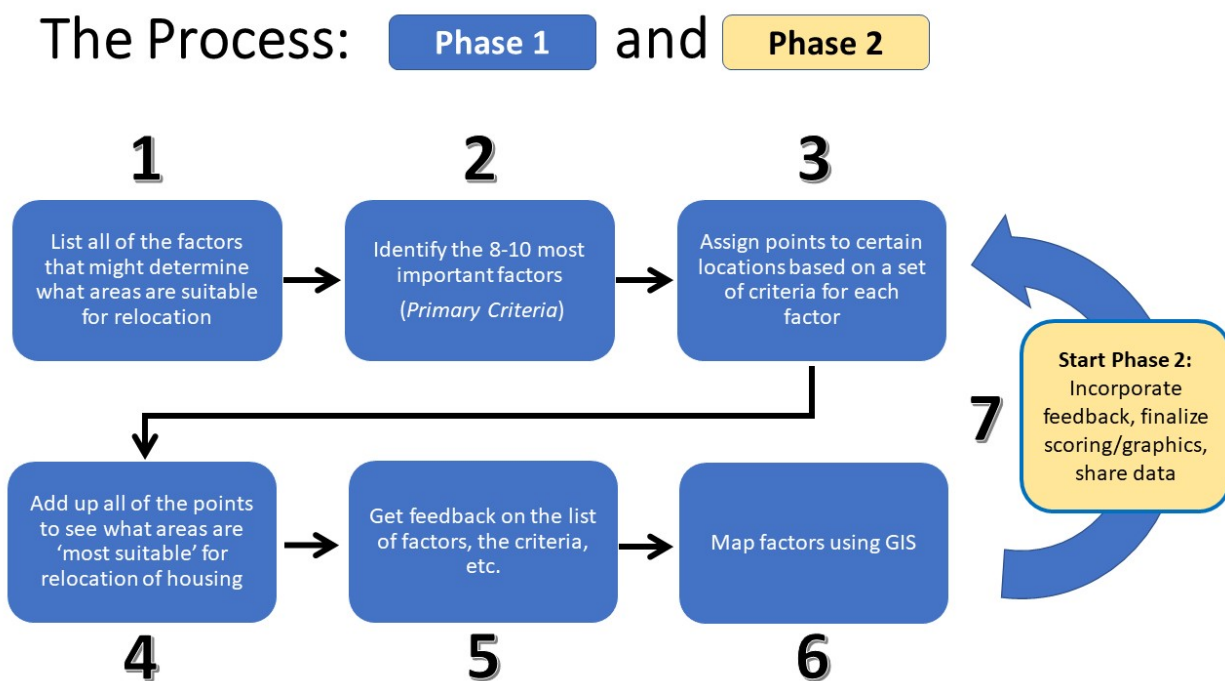 The Process: Phase 1 and Phase 2
1
2
3
List all of the factors
that might determine
what areas are suitable
for relocation
Identify the 8-10 most
important factors
(Primary Criteria)
Assign points to certain
locations based on a set
of criteria for each
factor
Start Phase 2:
Incorporate
feedback, finalize
scoring/graphics,
share data
7
Add up all of the points
to see what areas are
‘most suitable’ for
relocation of housing
Get feedback on the list
of factors, the criteria,
etc.
Map factors using GIS
4
5
6